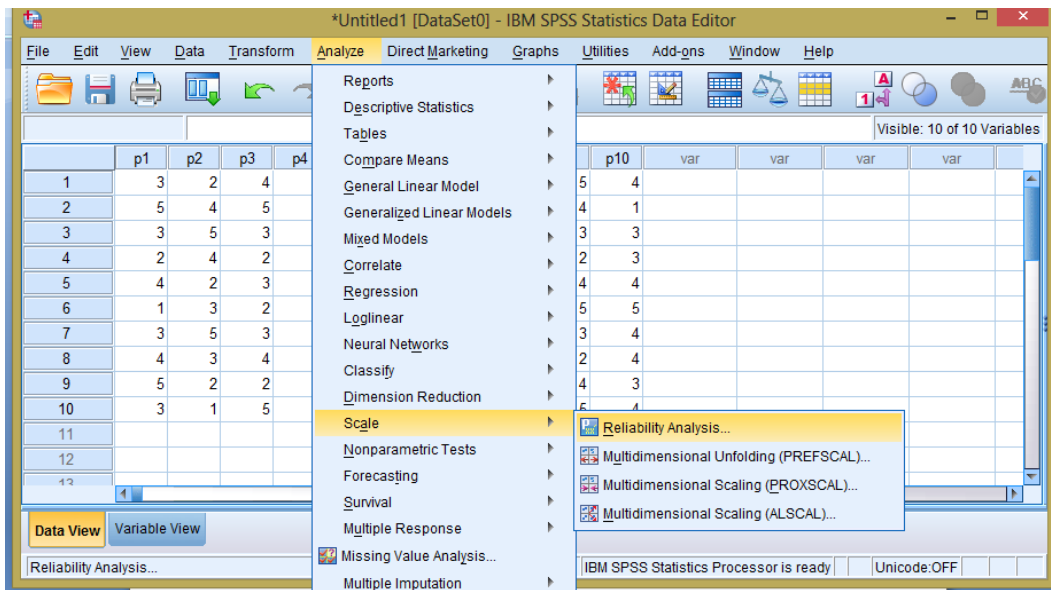 *Untitled1 [DataSet0] - IBM SPSS Statistics Data Editor
File Edit View Data Transform Analyze Direct Marketing Graphs Utilities Add-ons Window Help
Visible: 10 of 10 Variables
p1 p2 p3 p4 p10 var var var var
1 3 2 4 5 4
2 5 4 5 4 1
3 3 5 3 3 3
4 2 4 2 2 3
5 4 2 3 4 4
6 1 3 2 5 5
7 3 5 3 3 4
8 4 3 4 2 4
9 5 2 2 4 3
10 3 1 5 5 4
11
12
13
Reports
Descriptive Statistics
Tables
Compare Means
General Linear Model
Generalized Linear Models
Mixed Models
Correlate
Regression
Loglinear
Neural Networks
Classify
Dimension Reduction
Scale
Nonparametric Tests
Forecasting
Survival
Multiple Response
Missing Value Analysis...
Multiple Imputation
Reliability Analysis...
Multidimensional Unfolding (PREFSCAL)...
Multidimensional Scaling (PROXSCAL)...
Multidimensional Scaling (ALSCAL)...
Data View Variable View
Reliability Analysis... IBM SPSS Statistics Processor is ready Unicode:OFF